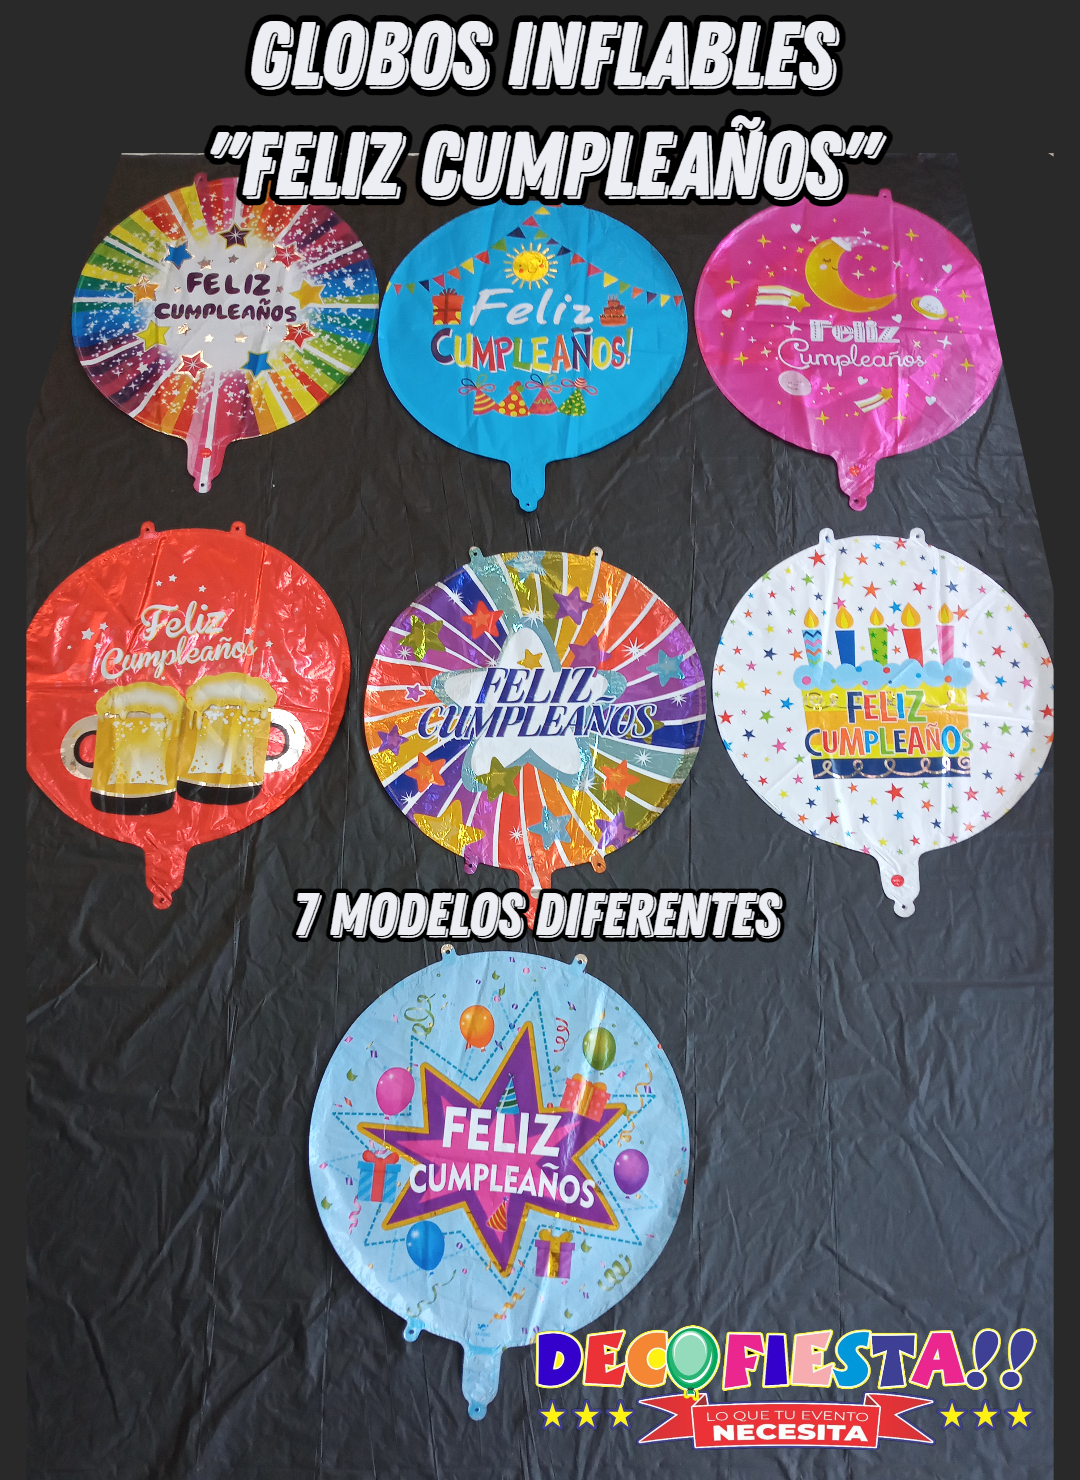 GLOBOS INFLABLES
"FELIZ CUMPLEAÑOS"
FELIZ
CUMPLEAÑOS
Feliz
CUMPLEAÑOS!
Feliz
Cumpleaños
Feliz
Cumpleaños
FELIZ
CUMPLEAÑOS
FELIZ
CUMPLEAÑOS
7 MODELOS DIFERENTES
FELIZ
CUMPLEAÑOS
DECOFIESTA!!
LO QUE TU EVENTO
NECESITA